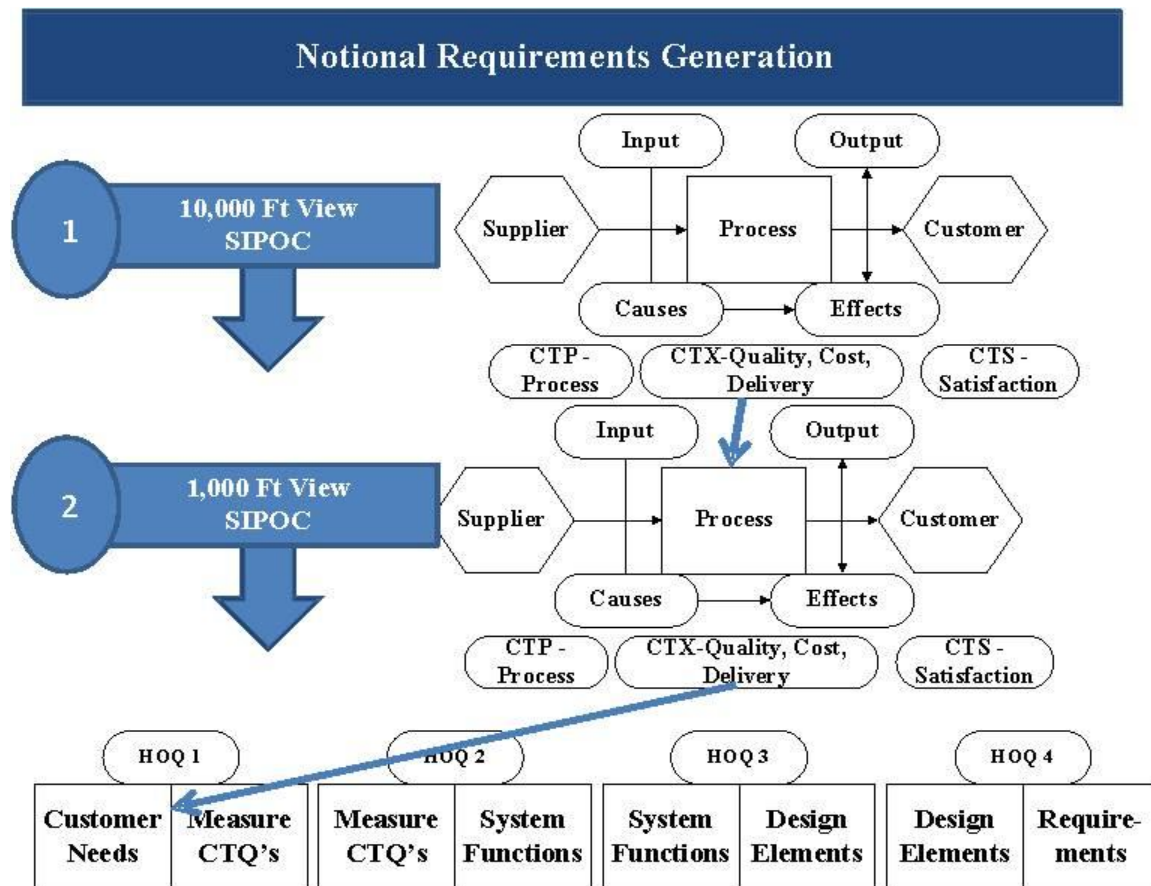 Notional Requirements Generation
Input
Output
1
10,000 Ft View
SIPOC
Supplier
Process
Customer
Causes
Effects
CTP -
Process
CTX-Quality, Cost,
Delivery
CTS -
Satisfaction
Input
Output
2
1,000 Ft View
SIPOC
Supplier
Process
Customer
Causes
Effects
CTP -
Process
CTX-Quality, Cost,
Delivery
CTS -
Satisfaction
HOQ 1
HOQ 2
HOQ 3
HOQ 4
Customer
Needs
Measure
CTQ's
Measure
CTQ's
System
Functions
System
Functions
Design
Elements
Design
Elements
Require-
ments